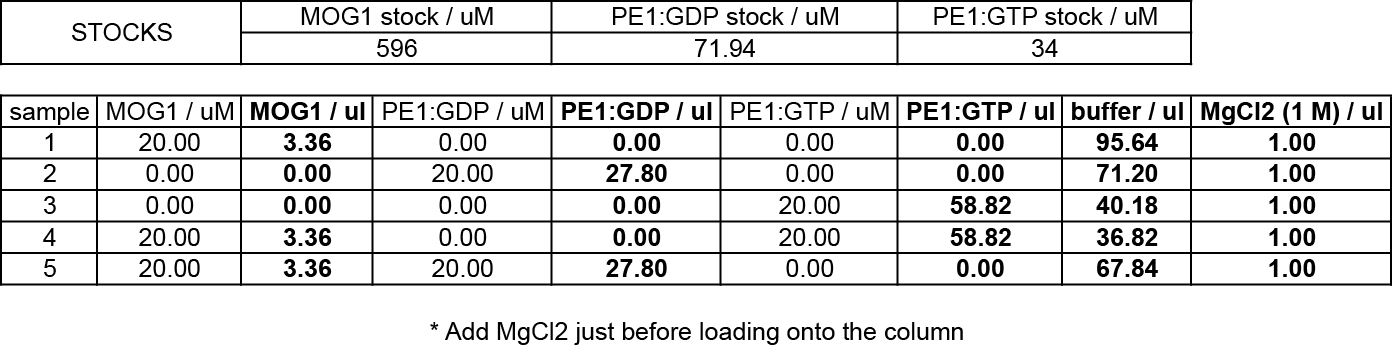 STOCKS MOG1 stock / uM PE1:GDP stock / uM PE1:GTP stock / uM
596 71.94 34
sample MOG1 / uM MOG1 / ul PE1:GDP / uM PE1:GDP / ul PE1:GTP / uM PE1:GTP / ul buffer / ul MgCl2 (1 M) / ul
1 20.00 3.36 0.00 0.00 0.00 0.00 95.64 1.00
2 0.00 0.00 20.00 27.80 0.00 0.00 71.20 1.00
3 0.00 0.00 0.00 0.00 20.00 58.82 40.18 1.00
4 20.00 3.36 0.00 0.00 20.00 58.82 36.82 1.00
5 20.00 3.36 20.00 27.80 0.00 0.00 67.84 1.00
* Add MgCl2 just before loading onto the column